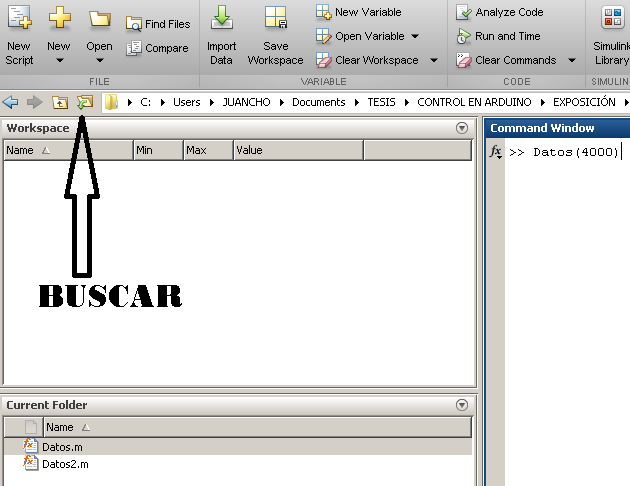 New Script
New
Open
Find Files
Compare
Import Data
Save Workspace
New Variable
Open Variable
Clear Workspace
Analyze Code
Run and Time
Clear Commands
Simulink Library
FILE
VARIABLE
CODE
SIMULIN
C: Users JUANCHO Documents TESIS CONTROL EN ARDUINO EXPOSICIÓN
Workspace
Name Min Max Value
BUSCAR
Command Window
fx >> Datos(4000)
Current Folder
Name
Datos.m
Datos2.m